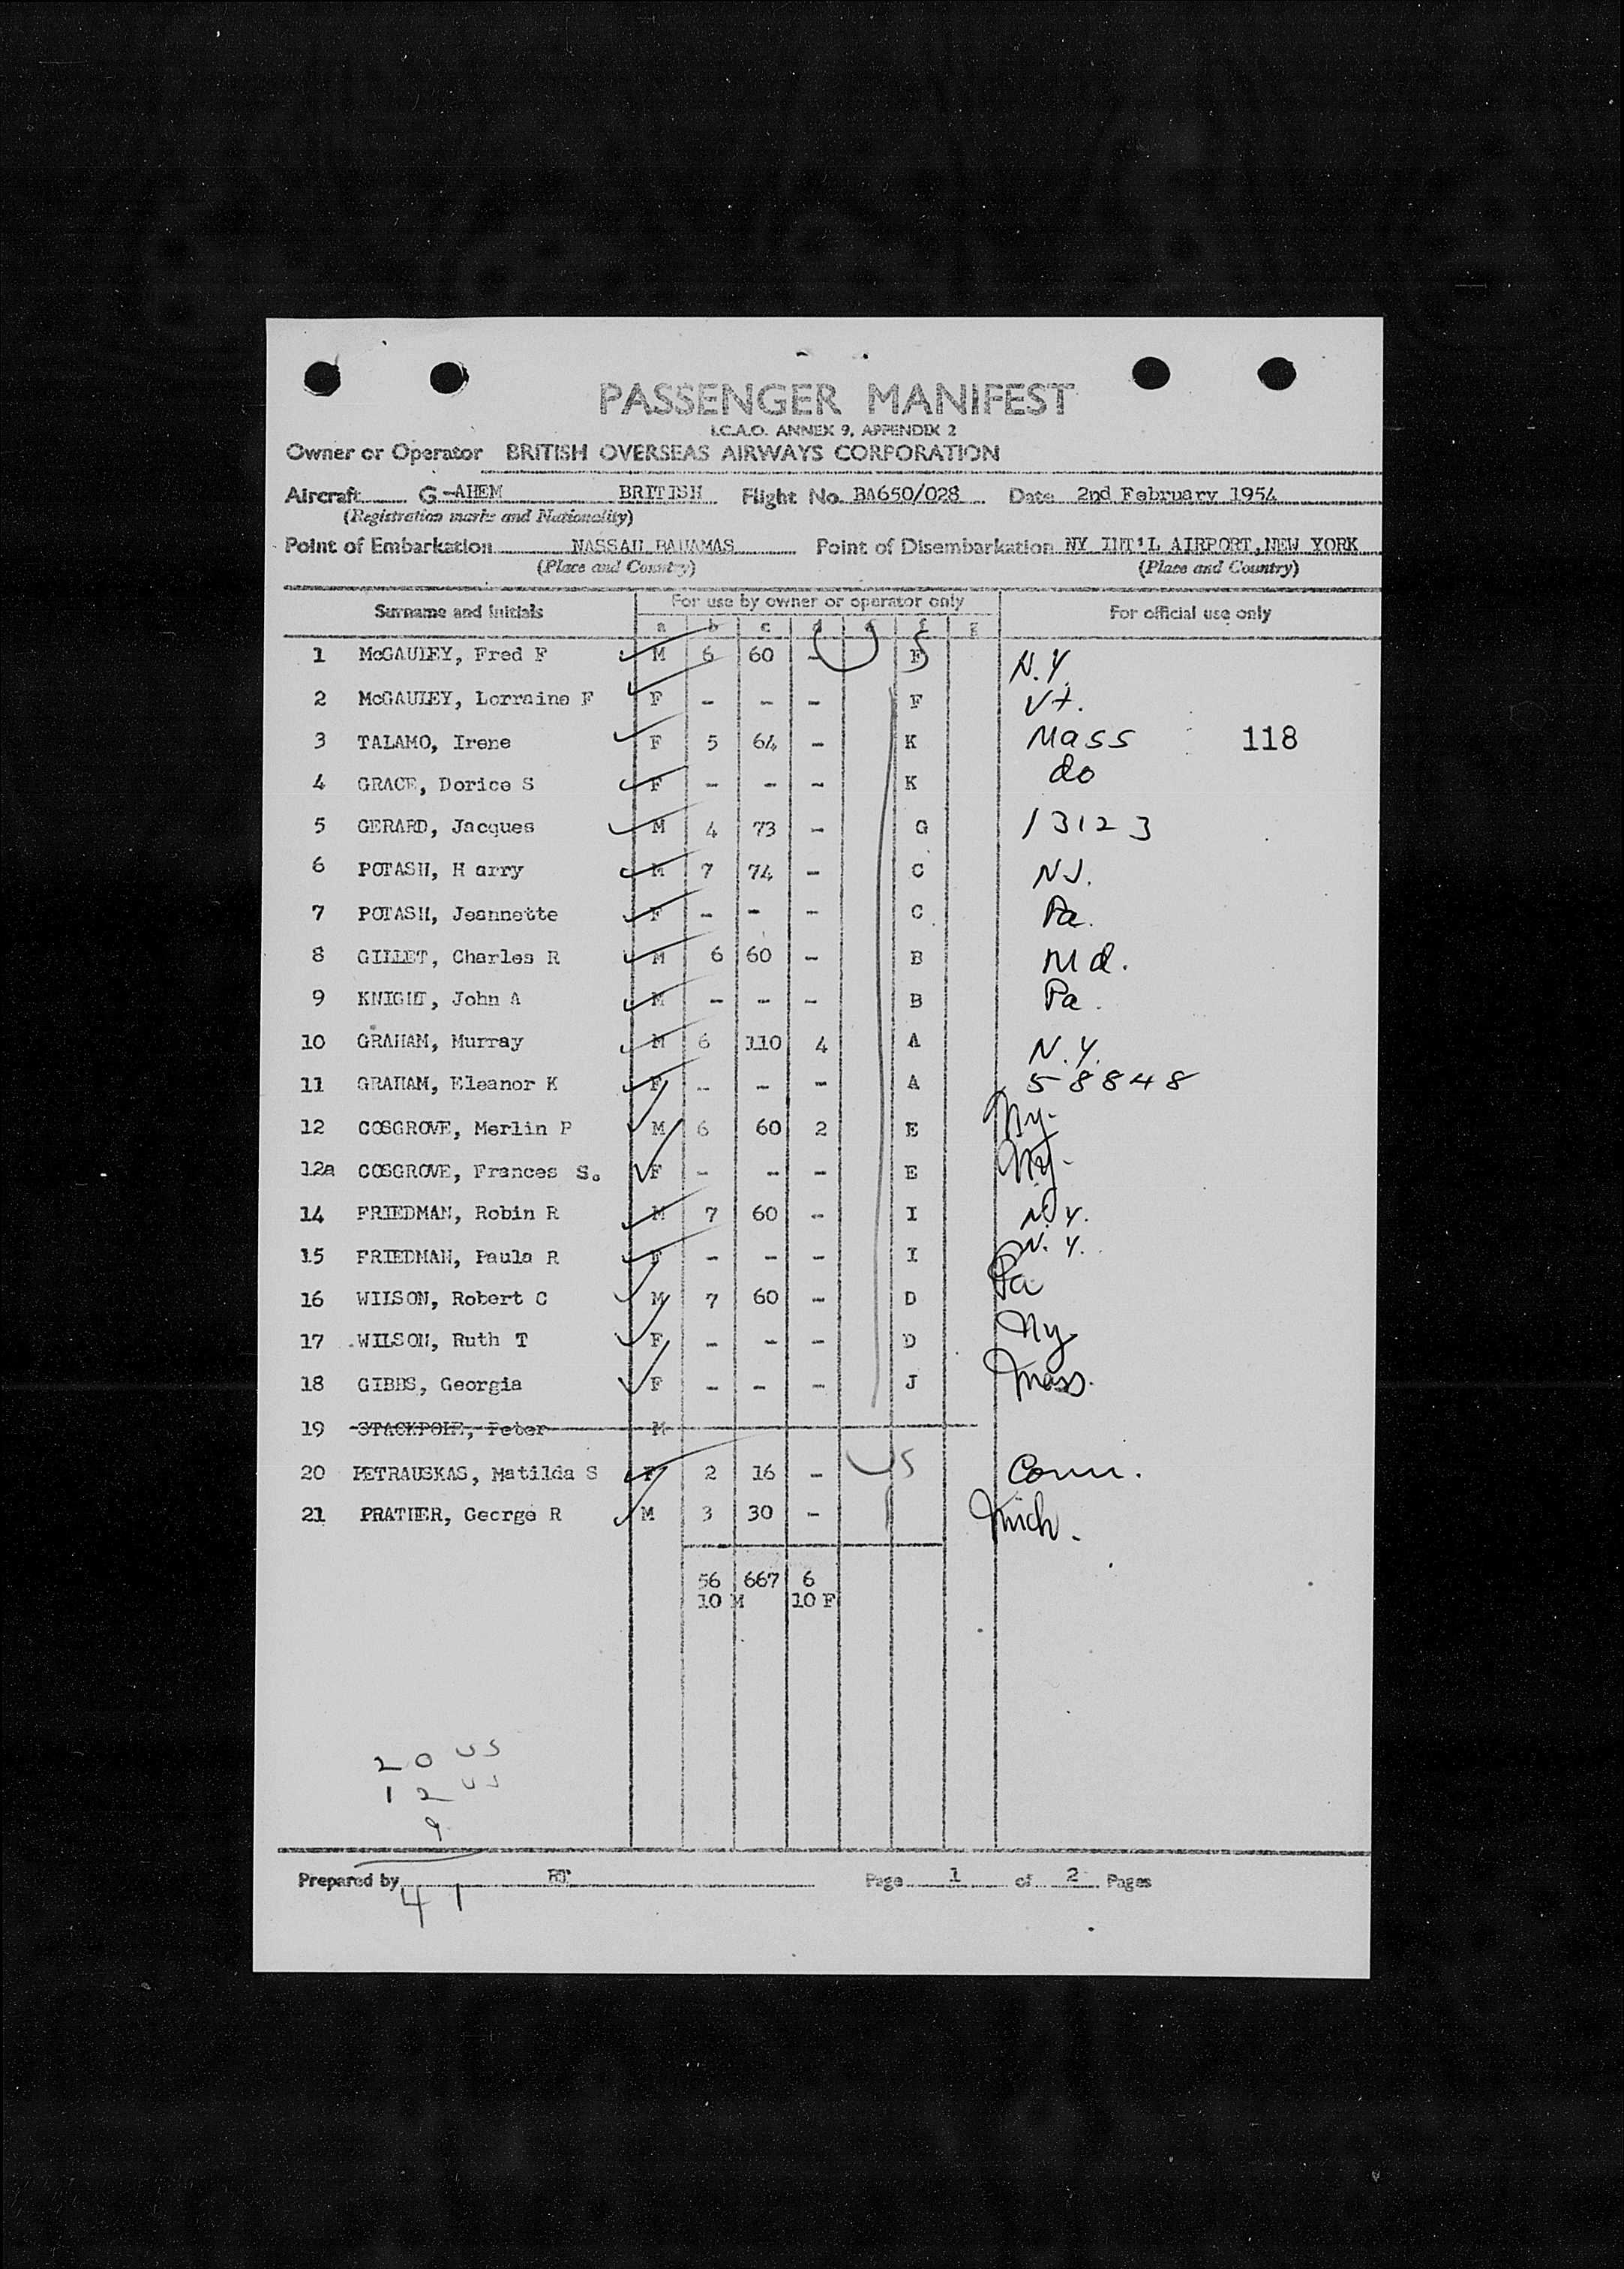 PASSENGER MANIFEST
I.C.A.O. ANNEX 9, APPENDIX 2
Owner or Operator BRITISH OVERSEAS AIRWAYS CORPORATION
Aircraft G-AHEM BRITISH Flight No. BA650/028 Date 2nd February 1954
(Registration marks and Nationality)
Point of Embarkation NASSAU BAHAMAS Point of Disembarkation NY INT'L AIRPORT,NEW YORK
(Place and Country) (Place and Country)
For use by owner or operator only
Surname and Initials For official use only
a b c d e f g
1 McGAULEY, Fred F M 6 60 - F N.Y.
2 McGAULEY, Lorraine F F - - - F Vt.
3 TALAMO, Irene F 5 64 - K Mass 118
4 GRACE, Dorice S F - - - K do
5 GERARD, Jacques M 4 73 - G 13123
6 POTASH, H arry M 7 74 - C NJ.
7 POTASH, Jeannette F - - - C Pa.
8 GILLET, Charles R M 6 60 - B Md.
9 KNIGHT, John A M - - - B Pa.
10 GRAHAM, Murray M 6 110 4 A N.Y.
11 GRAHAM, Eleanor K F - - - A 58848
12 COSGROVE, Merlin P M 6 60 2 E Ny-
12a COSGROVE, Frances S. F - - - E Ny-
14 FRIEDMAN, Robin R M 7 60 - I N.Y.
15 FRIEDMAN, Paula R F - - - I N.Y.
16 WILSON, Robert C M 7 60 - D Pa
17 WILSON, Ruth T F - - - D Ny
18 GIBBS, Georgia F - - - J Mass.
19 STACKPOLE, Peter M
20 PETRAUSKAS, Matilda S F 2 16 - US Conn.
21 PRATHER, George R M 3 30 - Mich.
56 667 6
10 M 10 F
20 US
12 US
9
Prepared by Page 1 of 2 Pages
41